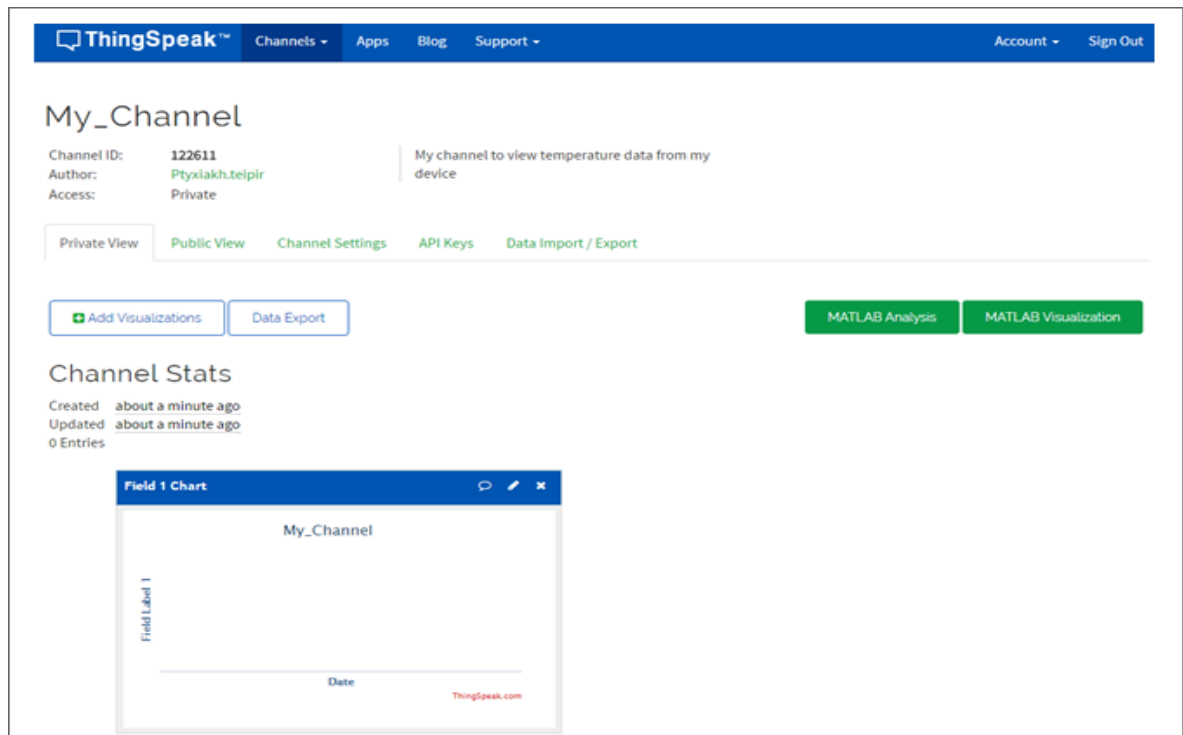 ThingSpeak™ Channels Apps Blog Support Account Sign Out
My_Channel
Channel ID: 122611
Author: Ptyxiakh.teipir
Access: Private
My channel to view temperature data from my
device
Private View Public View Channel Settings API Keys Data Import / Export
Add Visualizations Data Export MATLAB Analysis MATLAB Visualization
Channel Stats
Created about a minute ago
Updated about a minute ago
0 Entries
Field 1 Chart
My_Channel
Field Label 1
Date
ThingSpeak.com